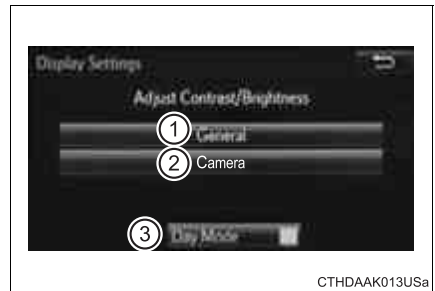 Display Settings
Adjust Contrast/Brightness
1 General
2 Camera
3 Day Mode
CTHDAAK013USa